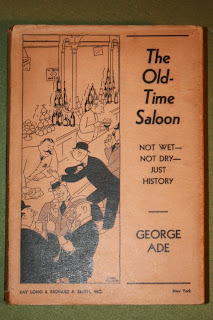 The
Old-
Time
Saloon
NOT WET—
NOT DRY—
JUST
HISTORY
GEORGE
ADE
RAY LONG & RICHARD R. SMITH, INC.
New York